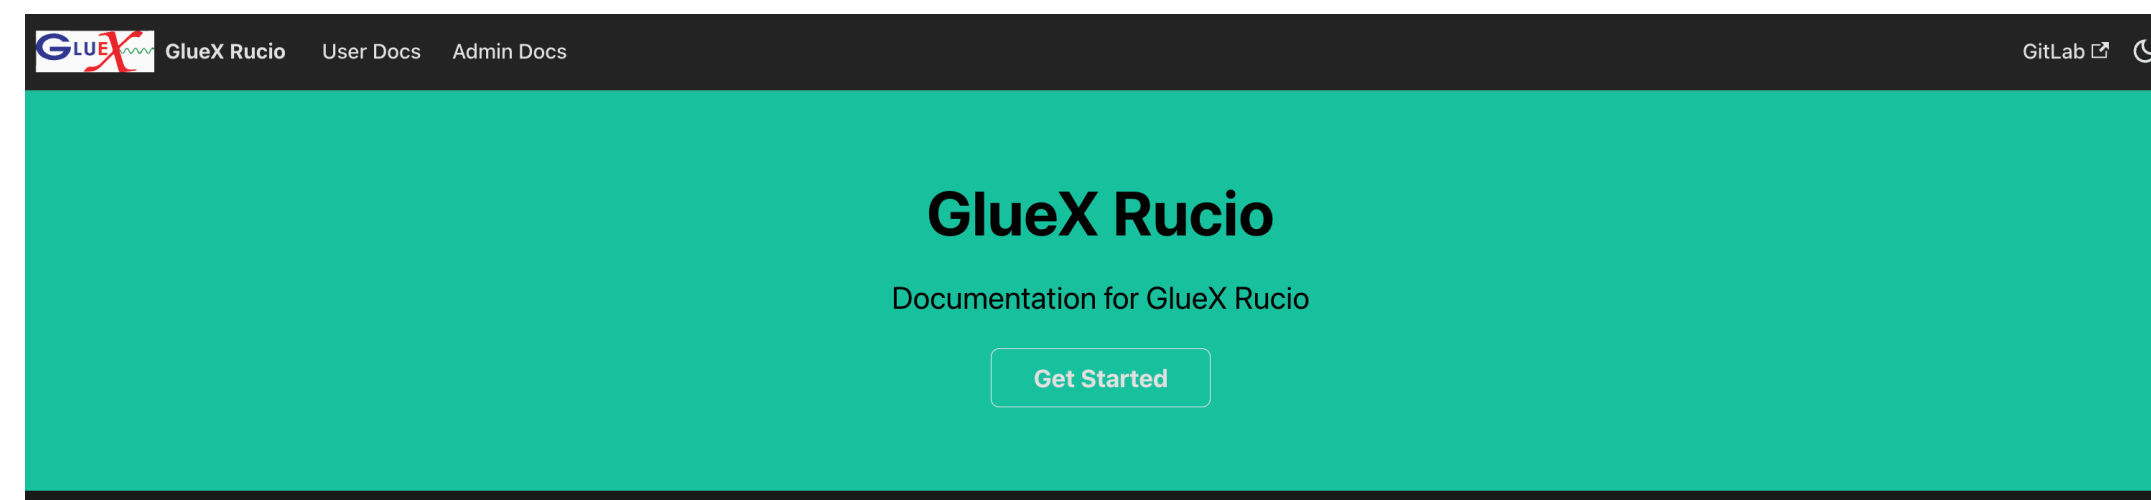 GLUEX GlueX Rucio User Docs Admin Docs GitLab
GlueX Rucio
Documentation for GlueX Rucio
Get Started